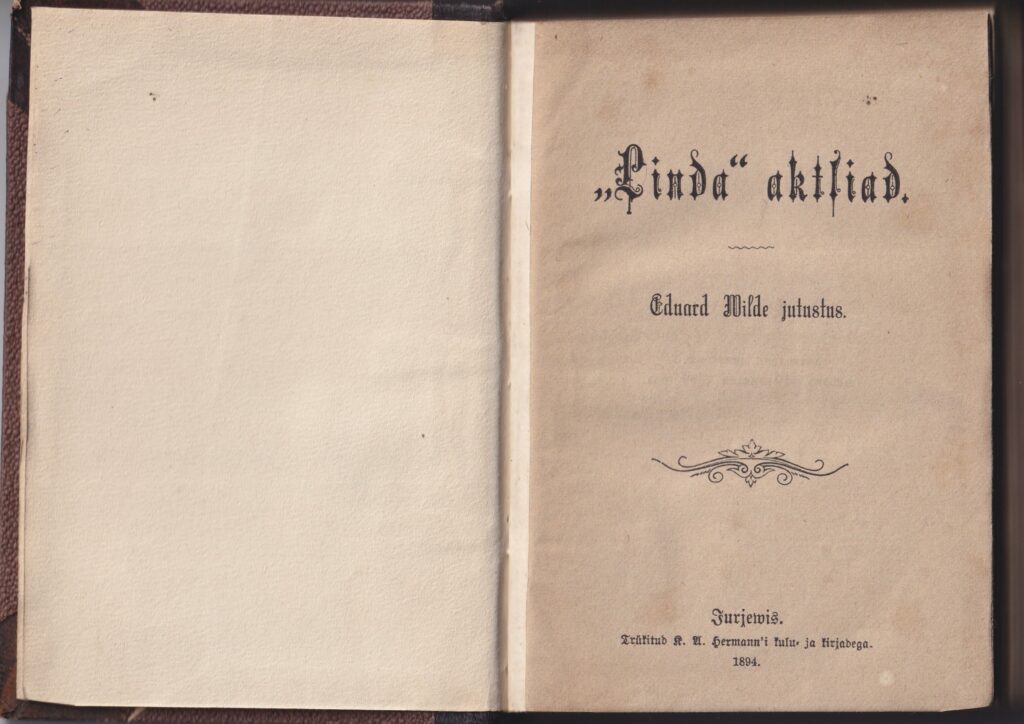 „Linda“ aktsiad.
Eduard Wilde jutustus.
Jurjewis.
Trükitud K. A. Hermann'i kulu- ja kirjadega.
1894.